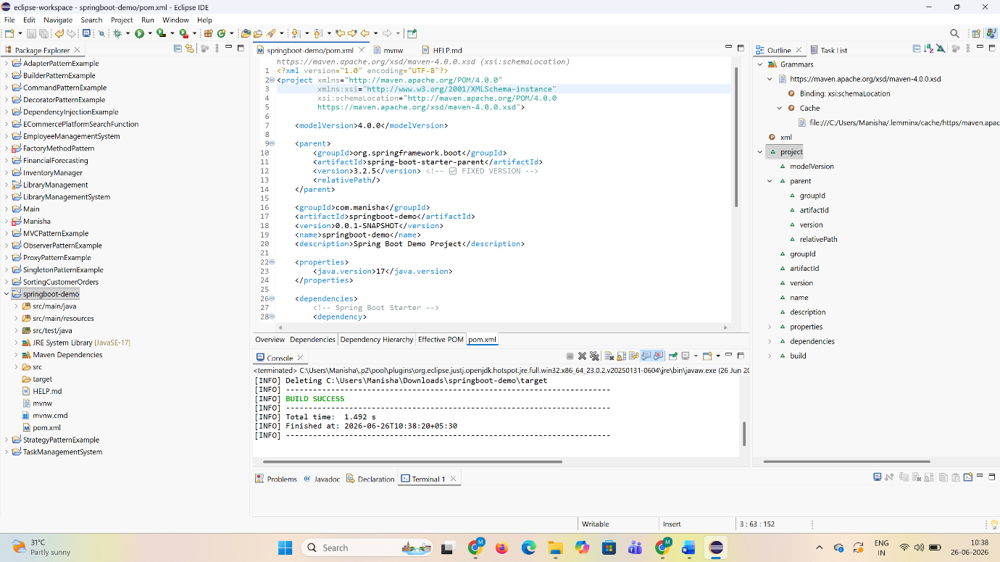 eclipse-workspace - springboot-demo/pom.xml - Eclipse IDE
File Edit Navigate Search Project Run Window Help
Package Explorer
AdapterPatternExample
BuilderPatternExample
CommandPatternExample
DecoratorPatternExample
DependencyInjectionExample
ECommercePlatformSearchFunction
EmployeeManagementSystem
FactoryMethodPattern
FinancialForecasting
InventoryManager
LibraryManagement
LibraryManagementSystem
Main
Manisha
MVCPatternExample
ObserverPatternExample
ProxyPatternExample
SingletonPatternExample
SortingCustomerOrders
springboot-demo
src/main/java
src/main/resources
src/test/java
JRE System Library [JavaSE-17]
Maven Dependencies
src
target
HELP.md
mvnw
mvnw.cmd
pom.xml
StrategyPatternExample
TaskManagementSystem
springboot-demo/pom.xml mvnw HELP.md
https://maven.apache.org/xsd/maven-4.0.0.xsd (xsi:schemaLocation)
1 <?xml version="1.0" encoding="UTF-8"?>
2 <project xmlns="http://maven.apache.org/POM/4.0.0"
3 xmlns:xsi="http://www.w3.org/2001/XMLSchema-instance"
4 xsi:schemaLocation="http://maven.apache.org/POM/4.0.0
5 https://maven.apache.org/xsd/maven-4.0.0.xsd">
6
7 <modelVersion>4.0.0</modelVersion>
8
9 <parent>
10 <groupId>org.springframework.boot</groupId>
11 <artifactId>spring-boot-starter-parent</artifactId>
12 <version>3.2.5</version> <!-- ☑ FIXED VERSION -->
13 <relativePath/>
14 </parent>
15
16 <groupId>com.manisha</groupId>
17 <artifactId>springboot-demo</artifactId>
18 <version>0.0.1-SNAPSHOT</version>
19 <name>springboot-demo</name>
20 <description>Spring Boot Demo Project</description>
21
22 <properties>
23 <java.version>17</java.version>
24 </properties>
25
26 <dependencies>
27 <!-- Spring Boot Starter -->
28 <dependency>
Overview Dependencies Dependency Hierarchy Effective POM pom.xml
Console
<terminated> C:\Users\Manisha\.p2\pool\plugins\org.eclipse.justj.openjdk.hotspot.jre.full.win32.x86_64_23.0.2.v20250131-0604\jre\bin\javaw.exe (26 Jun 20
[INFO] Deleting C:\Users\Manisha\Downloads\springboot-demo\target
[INFO] ------------------------------------------------------------------------
[INFO] BUILD SUCCESS
[INFO] ------------------------------------------------------------------------
[INFO] Total time:  1.492 s
[INFO] Finished at: 2026-06-26T10:38:20+05:30
[INFO] ------------------------------------------------------------------------
Problems @ Javadoc Declaration Terminal 1
Outline Task List
Grammars
https://maven.apache.org/xsd/maven-4.0.0.xsd
Binding: xsi:schemaLocation
Cache
file:///C:/Users/Manisha/.lemminx/cache/https/maven.apac
xml
project
modelVersion
parent
groupId
artifactId
version
relativePath
groupId
artifactId
version
name
description
properties
dependencies
build
Writable Insert 3 : 63 : 152
31°C
Partly sunny
Search
ENG
IN
10:38
26-06-2026